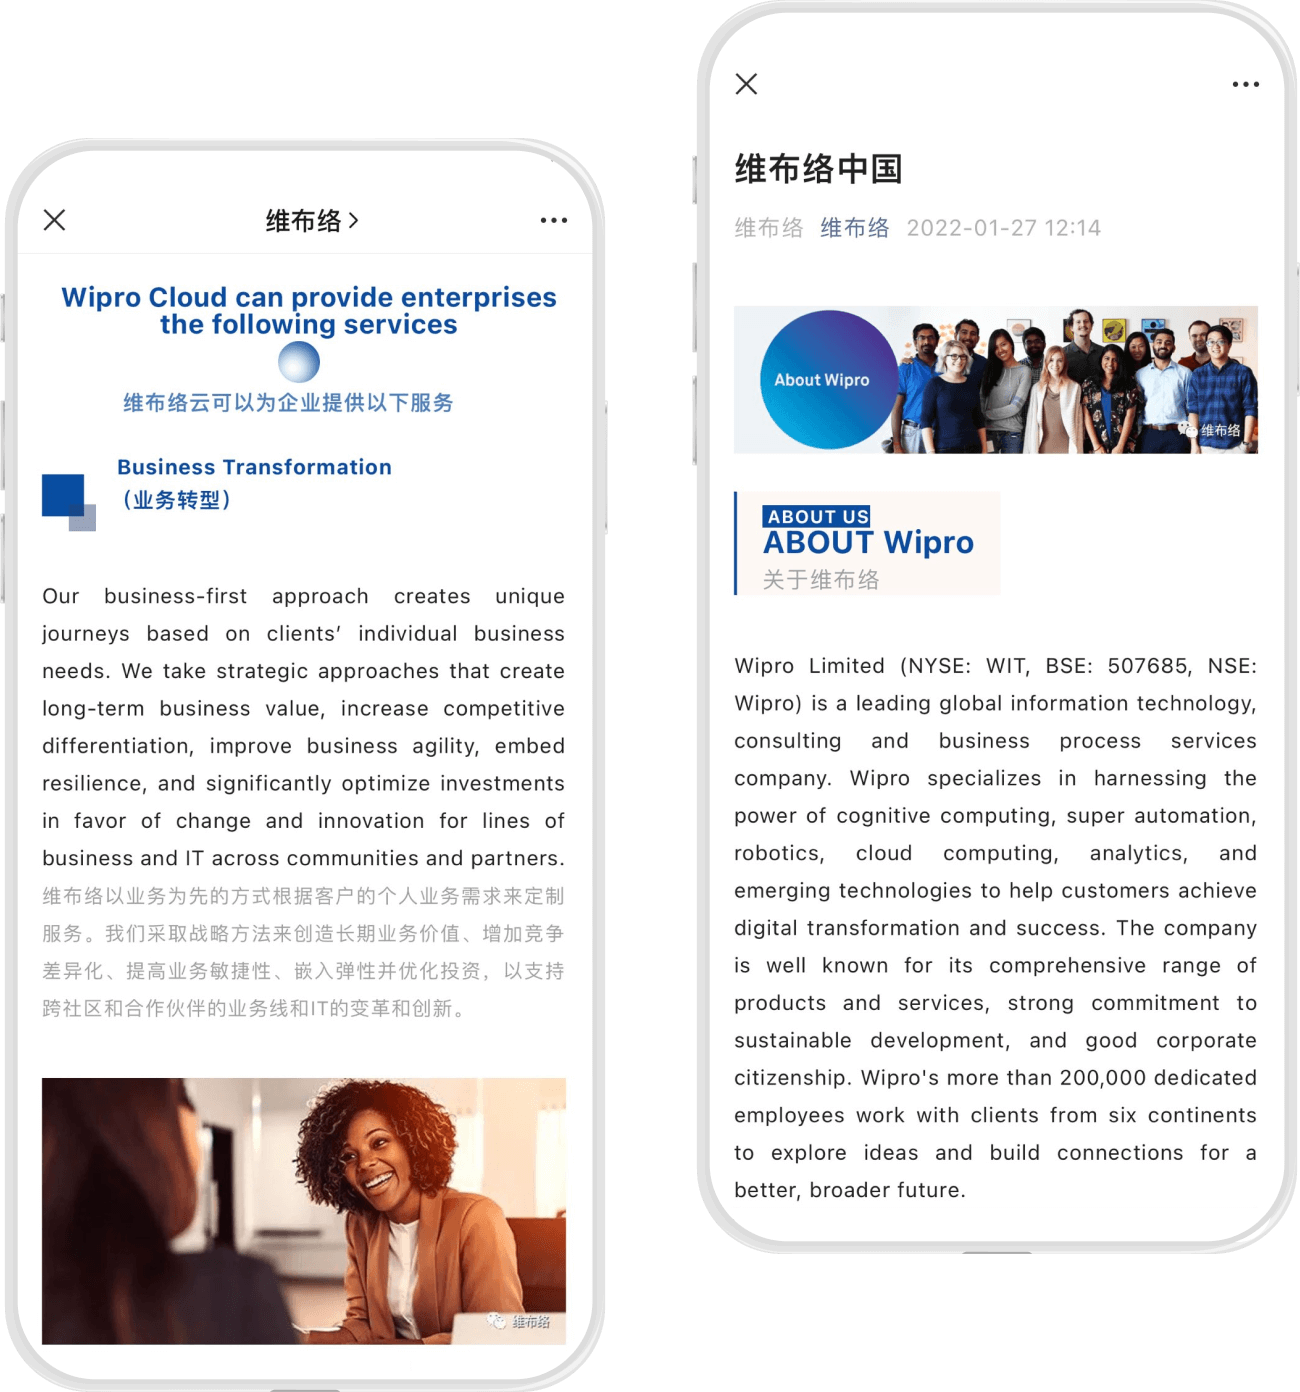 维布络
Wipro Cloud can provide enterprises
the following services
维布络云可以为企业提供以下服务
Business Transformation
（业务转型）
Our business-first approach creates unique
journeys based on clients’ individual business
needs. We take strategic approaches that create
long-term business value, increase competitive
differentiation, improve business agility, embed
resilience, and significantly optimize investments
in favor of change and innovation for lines of
business and IT across communities and partners.
维布络以业务为先的方式根据客户的个人业务需求来定制
服务。我们采取战略方法来创造长期业务价值、增加竞争
差异化、提高业务敏捷性、嵌入弹性并优化投资，以支持
跨社区和合作伙伴的业务线和IT的变革和创新。
维布络
维布络中国
维布络 维布络 2022-01-27 12:14
About Wipro
维布络
ABOUT US
ABOUT Wipro
关于维布络
Wipro Limited (NYSE: WIT, BSE: 507685, NSE:
Wipro) is a leading global information technology,
consulting and business process services
company. Wipro specializes in harnessing the
power of cognitive computing, super automation,
robotics, cloud computing, analytics, and
emerging technologies to help customers achieve
digital transformation and success. The company
is well known for its comprehensive range of
products and services, strong commitment to
sustainable development, and good corporate
citizenship. Wipro's more than 200,000 dedicated
employees work with clients from six continents
to explore ideas and build connections for a
better, broader future.